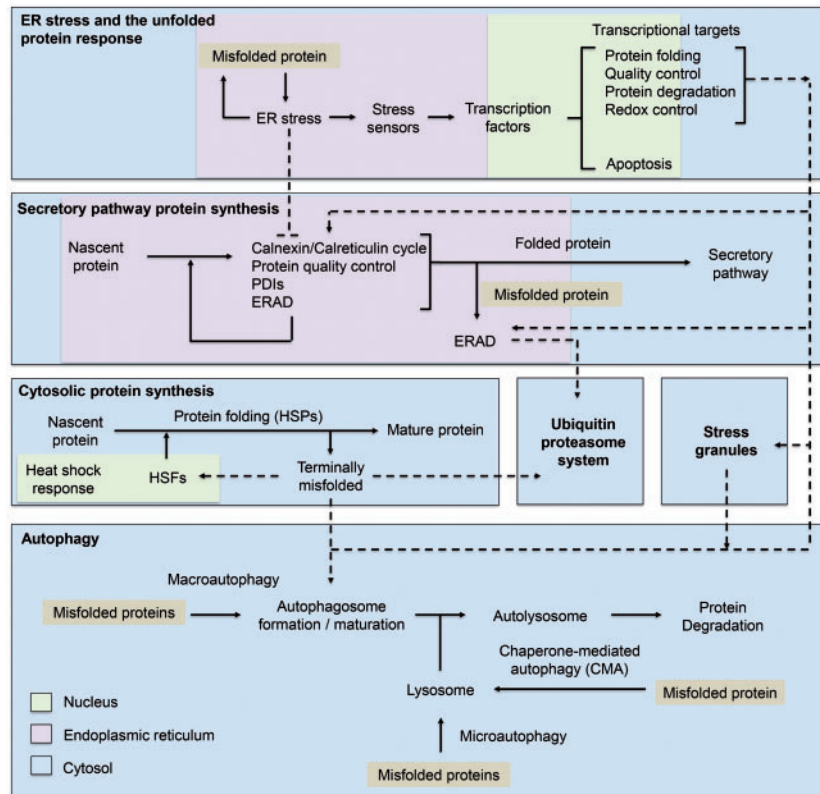 ER stress and the unfolded
protein response
Transcriptional targets
Misfolded protein
Protein folding
Quality control
Protein degradation
Redox control
ER stress
Stress
sensors
Transcription
factors
Apoptosis
Secretory pathway protein synthesis
Nascent
protein
Calnexin/Calreticulin cycle
Protein quality control
PDIs
ERAD
Folded protein
Secretory
pathway
Misfolded protein
ERAD
Cytosolic protein synthesis
Nascent
protein
Protein folding (HSPs)
Mature protein
Heat shock
response
HSFs
Terminally
misfolded
Ubiquitin
proteasome
system
Stress
granules
Autophagy
Macroautophagy
Misfolded proteins
Autophagosome
formation / maturation
Autolysosome
Protein
Degradation
Chaperone-mediated
autophagy (CMA)
Lysosome
Misfolded protein
Microautophagy
Misfolded proteins
Nucleus
Endoplasmic reticulum
Cytosol